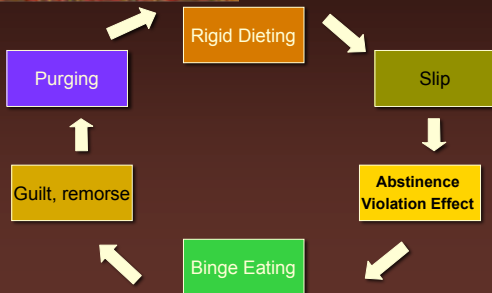 Rigid Dieting
Purging
Slip
Guilt, remorse
Abstinence
Violation Effect
Binge Eating